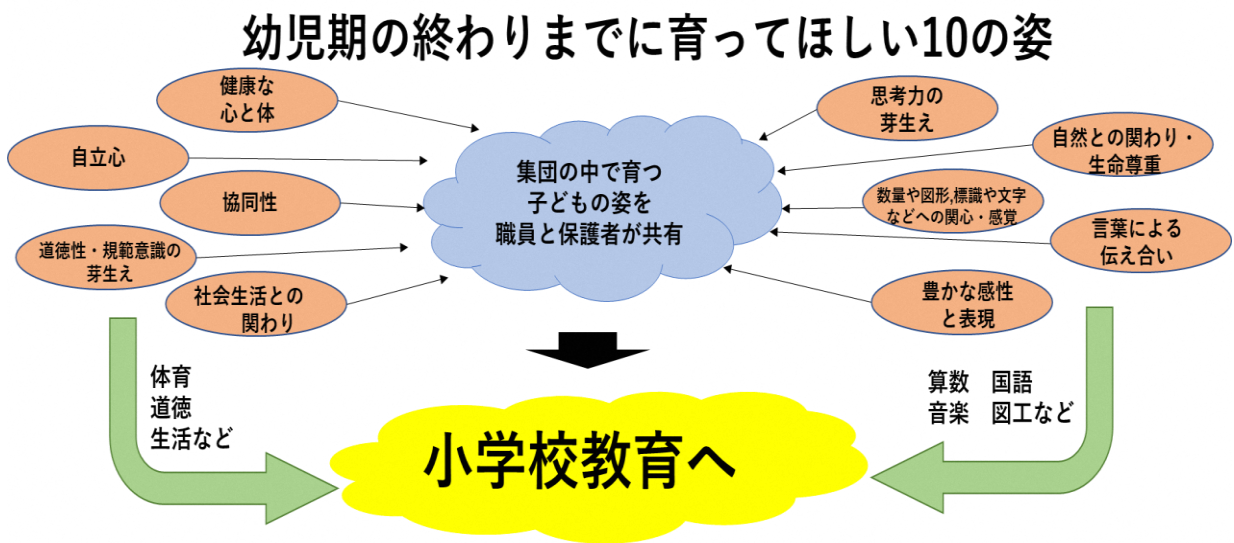 幼児期の終わりまでに育ってほしい10の姿
健康な
心と体
自立心
協同性
道徳性・規範意識の
芽生え
社会生活との
関わり
集団の中で育つ
子どもの姿を
職員と保護者が共有
思考力の
芽生え
自然との関わり・
生命尊重
数量や図形,標識や文字
などへの関心・感覚
言葉による
伝え合い
豊かな感性
と表現
体育
道徳
生活など
算数 国語
音楽 図工など
小学校教育へ